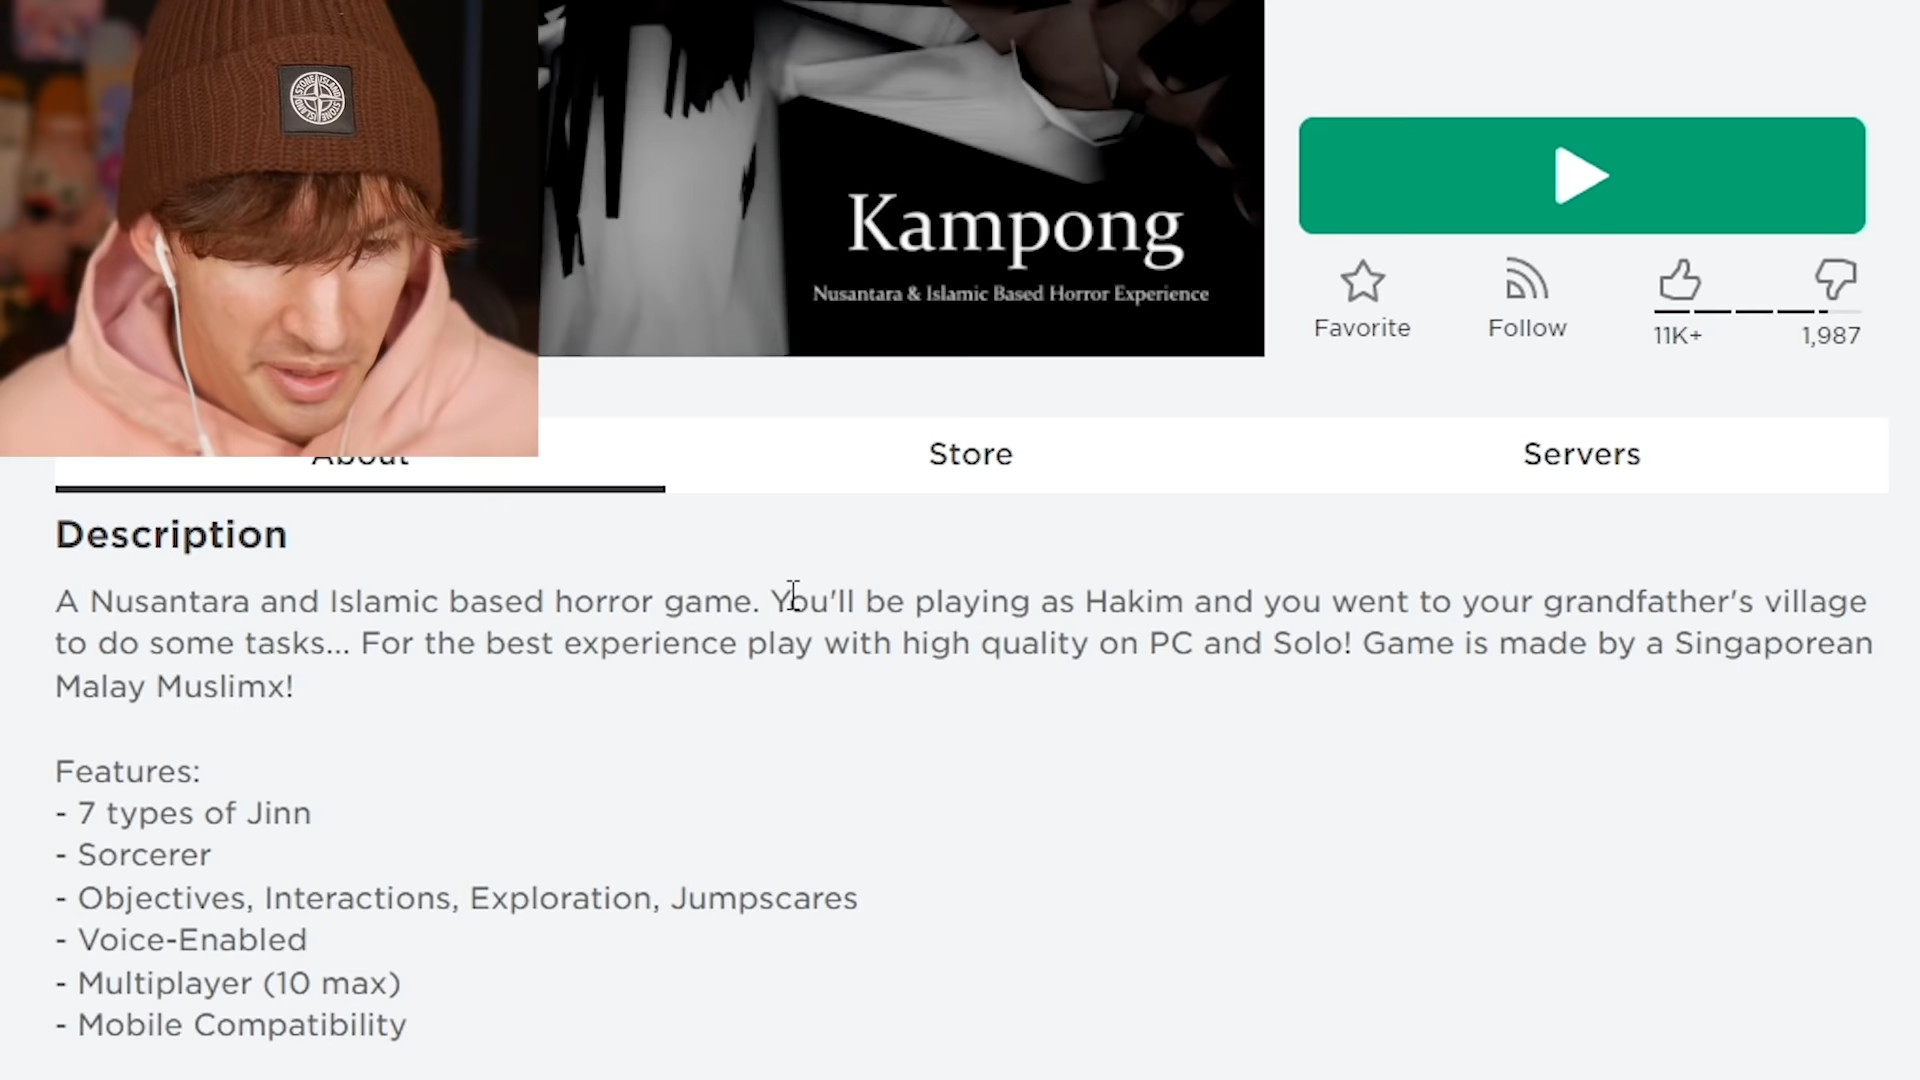 STONE ISLAND
Kampong
Nusantara & Islamic Based Horror Experience
Favorite
Follow
11K+
1,987
About
Store
Servers
Description
A Nusantara and Islamic based horror game. You'll be playing as Hakim and you went to your grandfather's village
to do some tasks... For the best experience play with high quality on PC and Solo! Game is made by a Singaporean
Malay Muslimx!
Features:
- 7 types of Jinn
- Sorcerer
- Objectives, Interactions, Exploration, Jumpscares
- Voice-Enabled
- Multiplayer (10 max)
- Mobile Compatibility